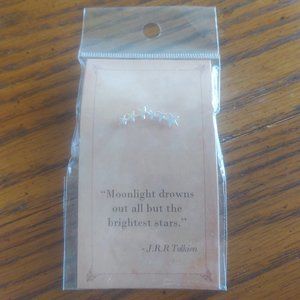 “Moonlight drowns
out all but the
brightest stars.”
- J.R.R Tolkien